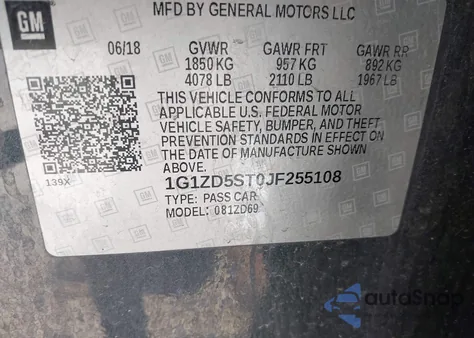 GM
MFD BY GENERAL MOTORS LLC
06/18 GVWR GAWR FRT GAWR RR
1850 KG 957 KG 892 KG
4078 LB 2110 LB 1967 LB
THIS VEHICLE CONFORMS TO ALL
APPLICABLE U.S. FEDERAL MOTOR
VEHICLE SAFETY, BUMPER, AND THEFT
PREVENTION STANDARDS IN EFFECT ON
THE DATE OF MANUFACTURE SHOWN
ABOVE.
139X
1G1ZD5ST0JF255108
TYPE: PASS CAR
MODEL: 081ZD69
autoSnap